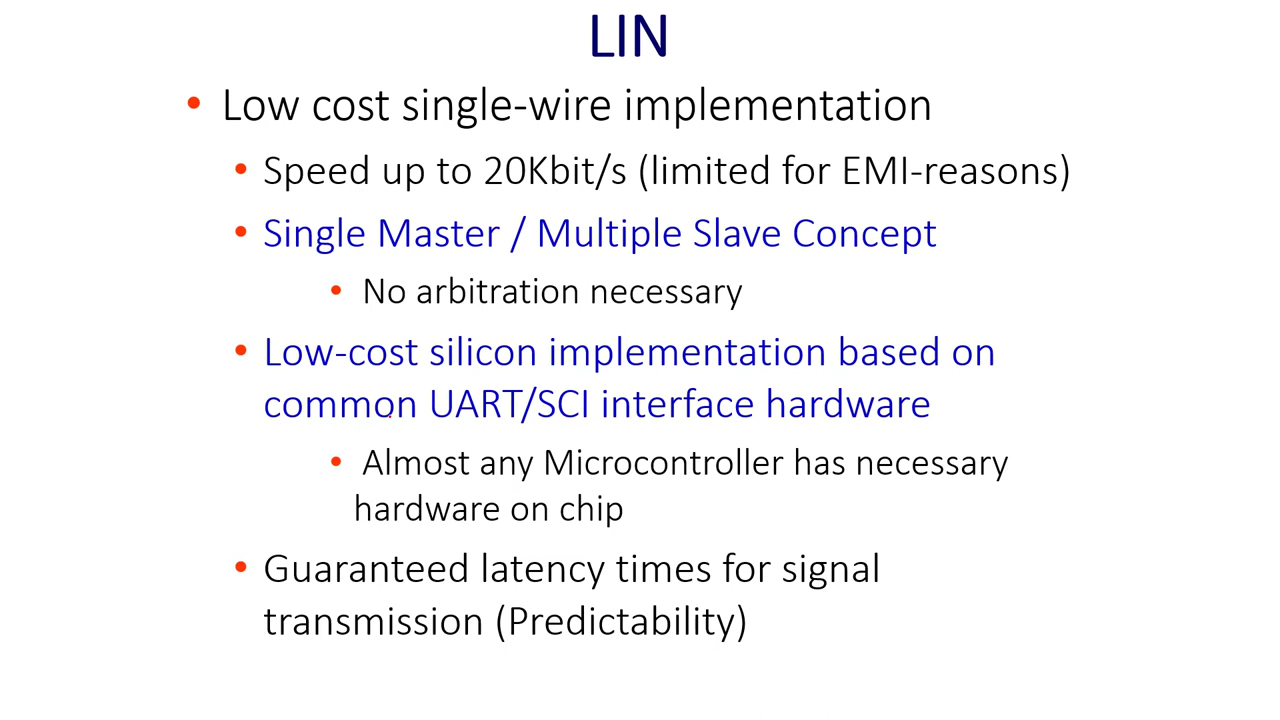 LIN
• Low cost single-wire implementation
• Speed up to 20Kbit/s (limited for EMI-reasons)
• Single Master / Multiple Slave Concept
• No arbitration necessary
• Low-cost silicon implementation based on
common UART/SCI interface hardware
• Almost any Microcontroller has necessary
hardware on chip
• Guaranteed latency times for signal
transmission (Predictability)